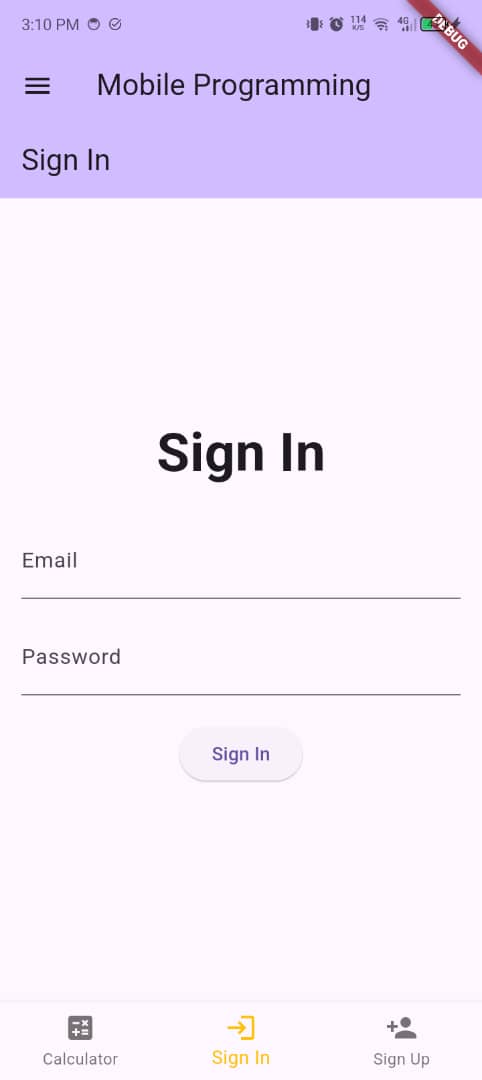 3:10 PM
114
K/S
4G
DEBUG
Mobile Programming
Sign In
Sign In
Email
Password
Sign In
Calculator
Sign In
Sign Up